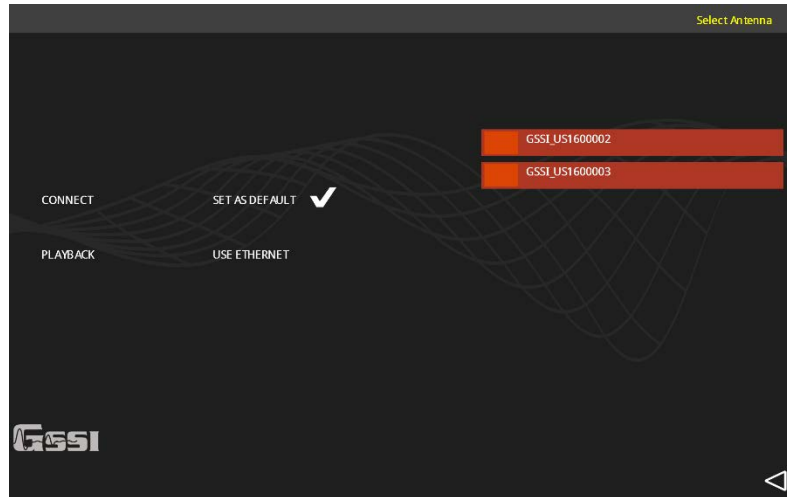 Select Antenna
GSSI_US1600002
GSSI_US1600003
CONNECT
SET AS DEFAULT
PLAYBACK
USE ETHERNET
GSSI